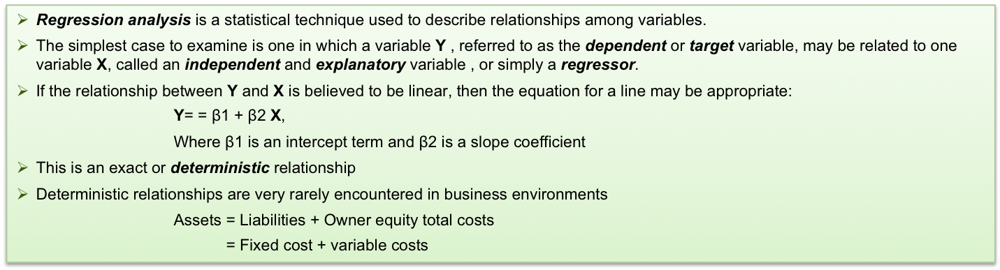 ➢ Regression analysis is a statistical technique used to describe relationships among variables.
➢ The simplest case to examine is one in which a variable Y , referred to as the dependent or target variable, may be related to one
variable X, called an independent and explanatory variable , or simply a regressor.
➢ If the relationship between Y and X is believed to be linear, then the equation for a line may be appropriate:
Y= = β1 + β2 X,
Where β1 is an intercept term and β2 is a slope coefficient
➢ This is an exact or deterministic relationship
➢ Deterministic relationships are very rarely encountered in business environments
Assets = Liabilities + Owner equity total costs
= Fixed cost + variable costs